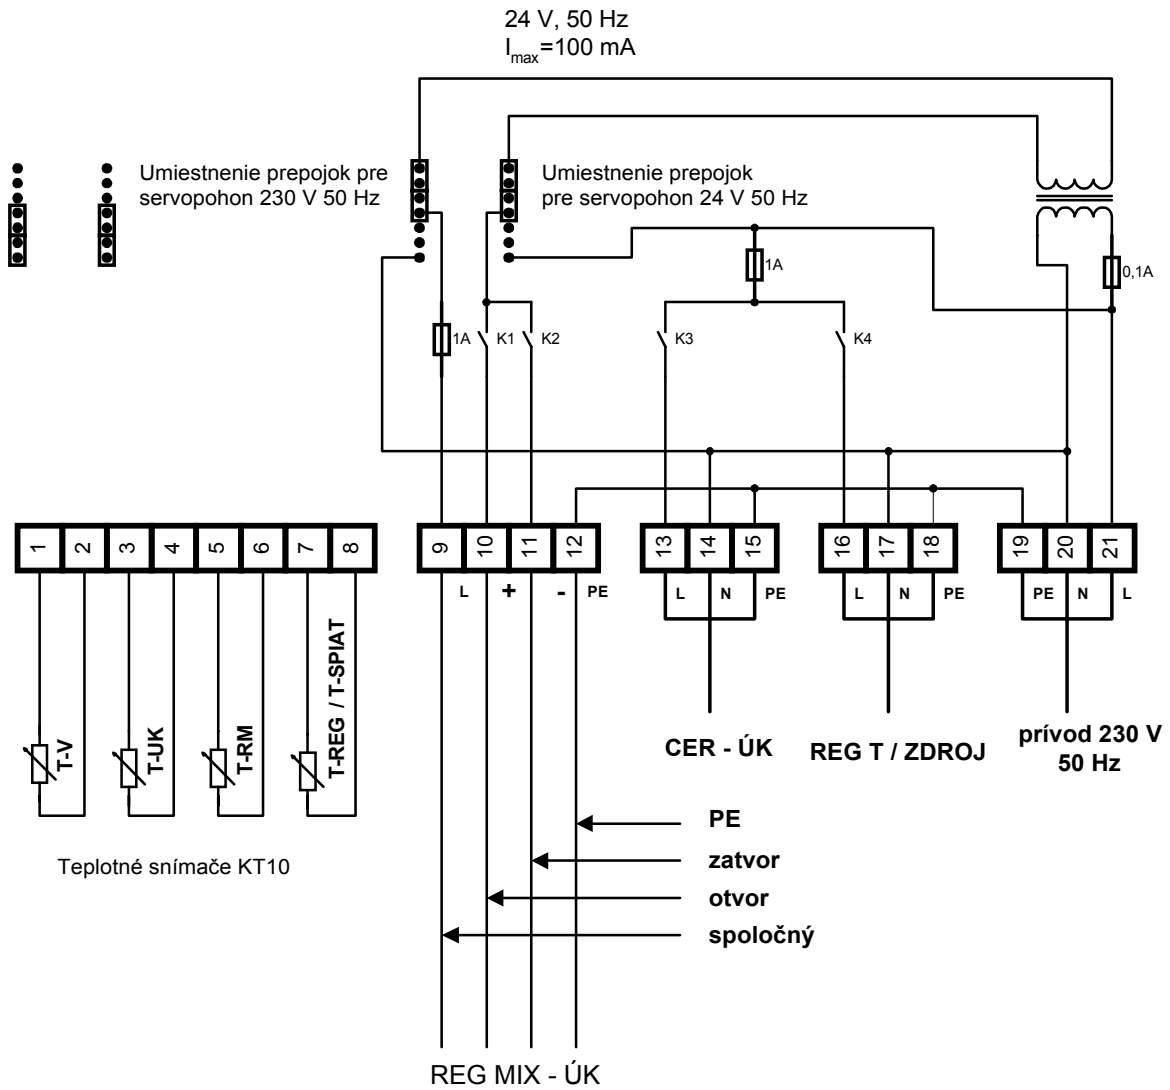 24 V, 50 Hz
Imax=100 mA
Umiestnenie prepojok pre
servopohon 230 V 50 Hz
Umiestnenie prepojok
pre servopohon 24 V 50 Hz
1A
0,1A
1A
K1
K2
K3
K4
1
2
3
4
5
6
7
8
9
10
11
12
13
14
15
16
17
18
19
20
21
L
+
-
PE
L
N
PE
L
N
PE
PE
N
L
T-V
T-UK
T-RM
T-REG / T-SPIAT
CER - ÚK
REG T / ZDROJ
prívod 230 V
50 Hz
PE
zatvor
otvor
spoločný
Teplotné snímače KT10
REG MIX - ÚK